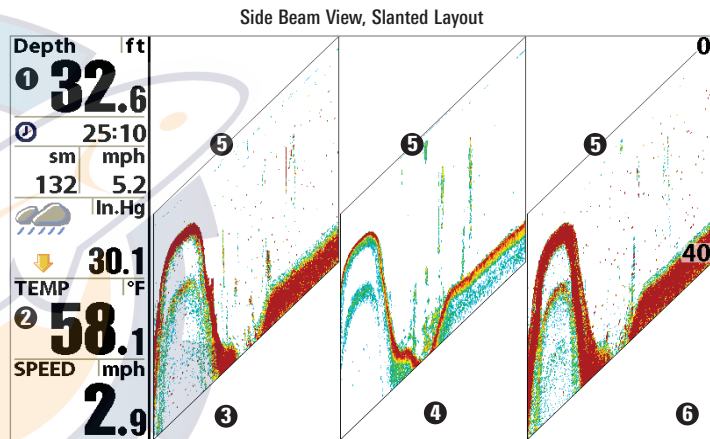 Side Beam View, Slanted Layout
Depth ft
❶ 32.6
25:10
sm mph
132 5.2
In.Hg
30.1
TEMP °F
❷ 58.1
SPEED mph
2.9
❺ ❺ ❺
0
40
❸ ❹ ❻